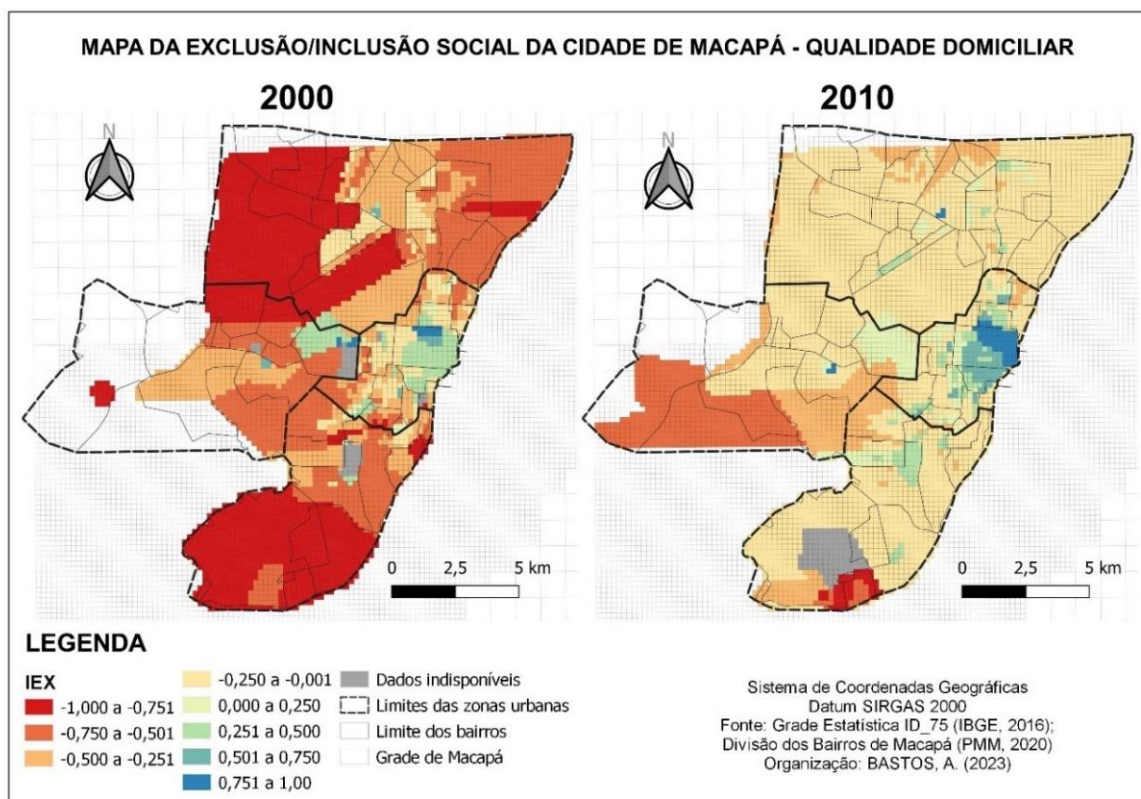 MAPA DA EXCLUSÃO/INCLUSÃO SOCIAL DA CIDADE DE MACAPÁ - QUALIDADE DOMICILIAR
2000
2010
N
N
0 2,5 5 km
0 2,5 5 km
LEGENDA
IEX
-1,000 a -0,751
-0,750 a -0,501
-0,500 a -0,251
-0,250 a -0,001
0,000 a 0,250
0,251 a 0,500
0,501 a 0,750
0,751 a 1,00
Dados indisponíveis
Limites das zonas urbanas
Limite dos bairros
Grade de Macapá
Sistema de Coordenadas Geográficas
Datum SIRGAS 2000
Fonte: Grade Estatística ID_75 (IBGE, 2016);
Divisão dos Bairros de Macapá (PMM, 2020)
Organização: BASTOS, A. (2023)